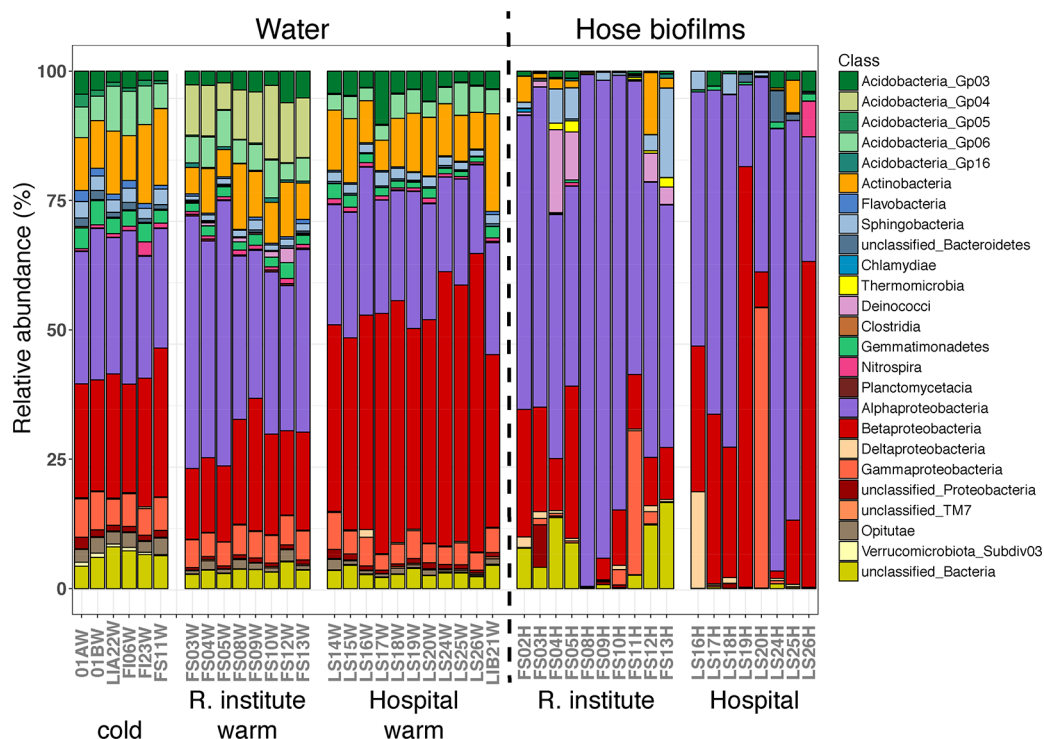 Water
Hose biofilms
Relative abundance (%)
100
75
50
25
0
01AW
01BW
LIA22W
FI06W
FI23W
FS11W
FS03W
FS04W
FS05W
FS08W
FS09W
FS10W
FS12W
FS13W
LS14W
LS15W
LS16W
LS17W
LS18W
LS19W
LS20W
LS24W
LS25W
LS26W
LIB21W
FS02H
FS03H
FS04H
FS05H
FS08H
FS09H
FS10H
FS11H
FS12H
FS13H
LS16H
LS17H
LS18H
LS19H
LS20H
LS24H
LS25H
LS26H
cold
R. institute
warm
Hospital
warm
R. institute
Hospital
Class
Acidobacteria_Gp03
Acidobacteria_Gp04
Acidobacteria_Gp05
Acidobacteria_Gp06
Acidobacteria_Gp16
Actinobacteria
Flavobacteria
Sphingobacteria
unclassified_Bacteroidetes
Chlamydiae
Thermomicrobia
Deinococci
Clostridia
Gemmatimonadetes
Nitrospira
Planctomycetacia
Alphaproteobacteria
Betaproteobacteria
Deltaproteobacteria
Gammaproteobacteria
unclassified_Proteobacteria
unclassified_TM7
Opitutae
Verrucomicrobiota_Subdiv03
unclassified_Bacteria